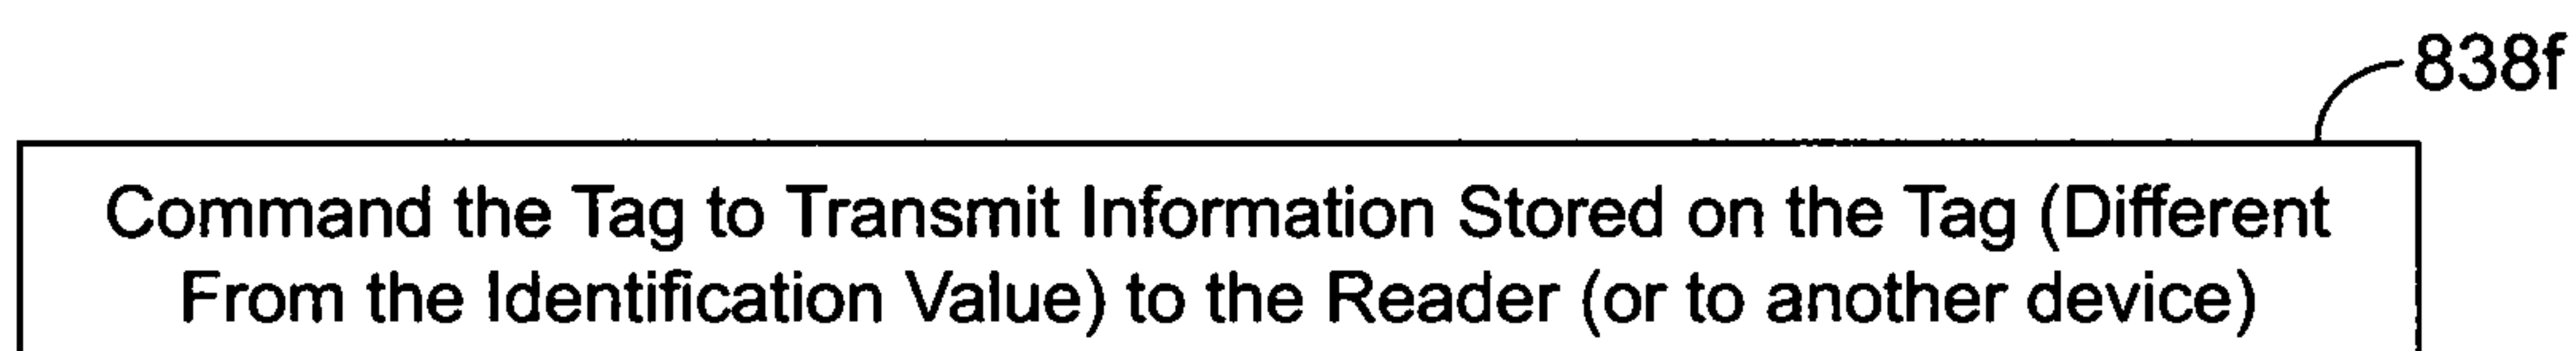 838f
Command the Tag to Transmit Information Stored on the Tag (Different
From the Identification Value) to the Reader (or to another device)